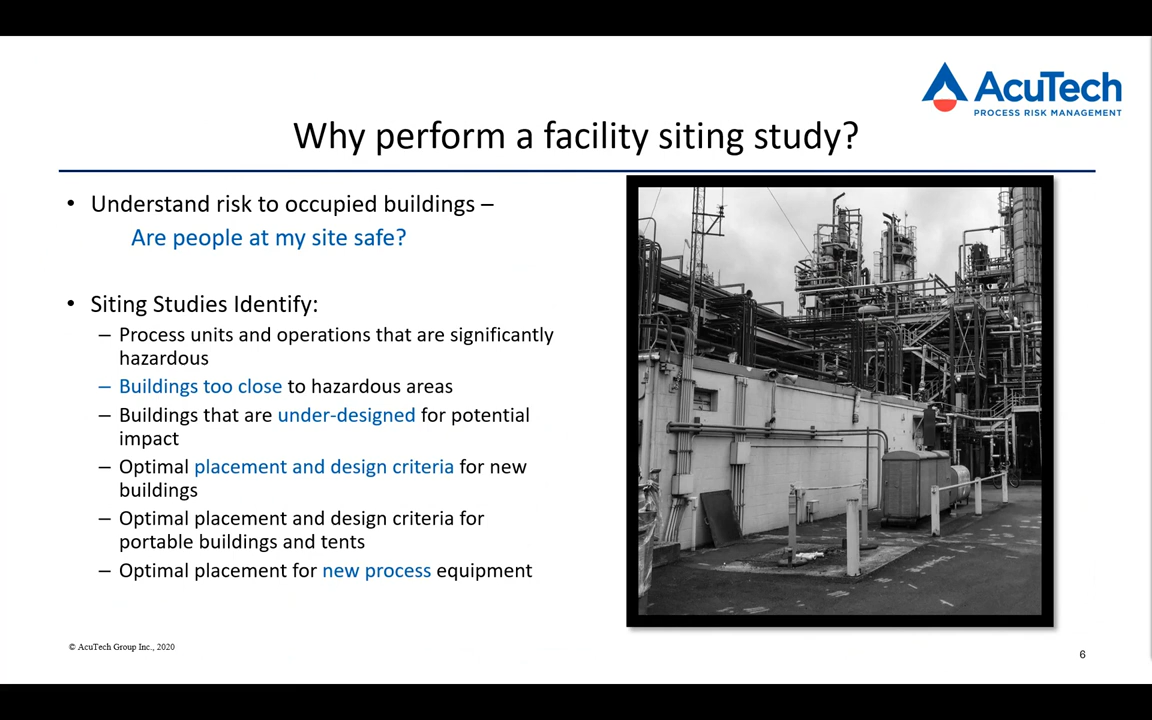 AcuTech
PROCESS RISK MANAGEMENT
Why perform a facility siting study?
• Understand risk to occupied buildings –
Are people at my site safe?
• Siting Studies Identify:
– Process units and operations that are significantly
hazardous
– Buildings too close to hazardous areas
– Buildings that are under-designed for potential
impact
– Optimal placement and design criteria for new
buildings
– Optimal placement and design criteria for
portable buildings and tents
– Optimal placement for new process equipment
© AcuTech Group Inc., 2020
6